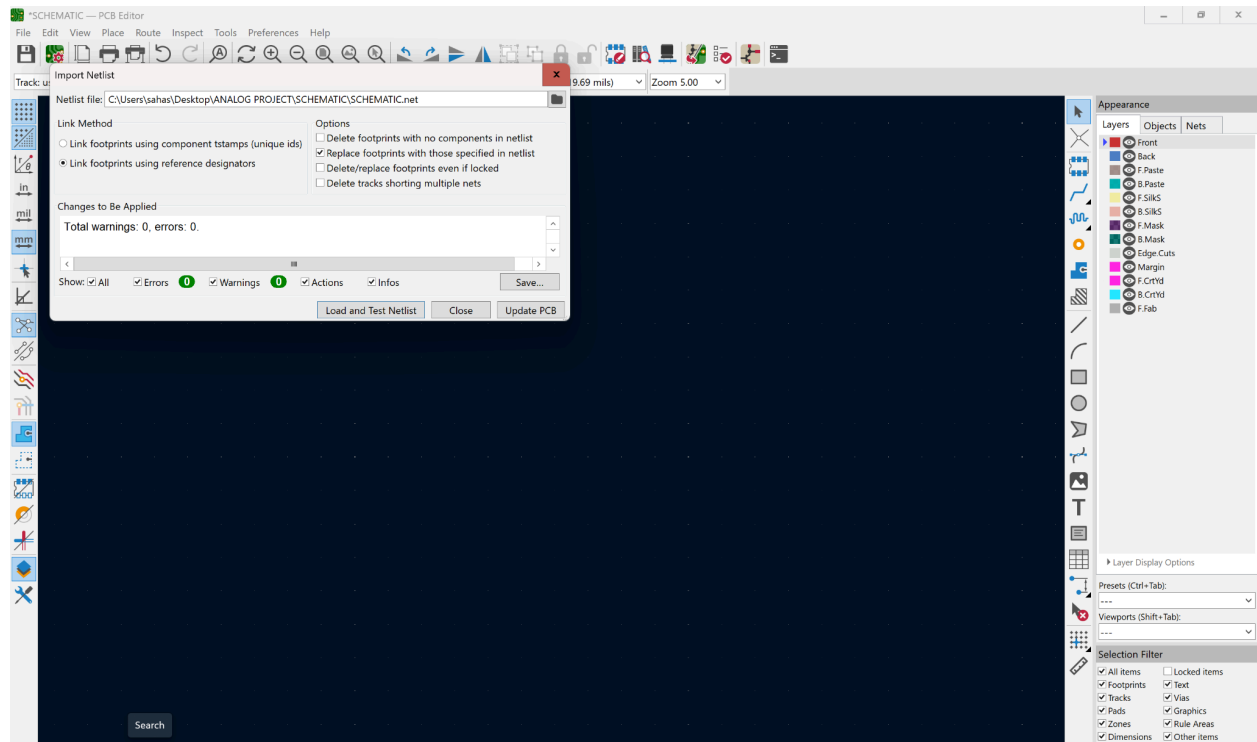 *SCHEMATIC — PCB Editor
File Edit View Place Route Inspect Tools Preferences Help
Track: u
9.69 mils)
Zoom 5.00
Import Netlist
Netlist file: C:\Users\sahas\Desktop\ANALOG PROJECT\SCHEMATIC\SCHEMATIC.net
Link Method
Link footprints using component tstamps (unique ids)
Link footprints using reference designators
Options
Delete footprints with no components in netlist
Replace footprints with those specified in netlist
Delete/replace footprints even if locked
Delete tracks shorting multiple nets
Changes to Be Applied
Total warnings: 0, errors: 0.
Show: All Errors 0 Warnings 0 Actions Infos Save...
Load and Test Netlist Close Update PCB
in
mil
mm
Search
Appearance
Layers Objects Nets
Front
Back
F.Paste
B.Paste
F.SilkS
B.SilkS
F.Mask
B.Mask
Edge.Cuts
Margin
F.CrtYd
B.CrtYd
F.Fab
Layer Display Options
Presets (Ctrl+Tab):
---
Viewports (Shift+Tab):
---
Selection Filter
All items Locked items
Footprints Text
Tracks Vias
Pads Graphics
Zones Rule Areas
Dimensions Other items